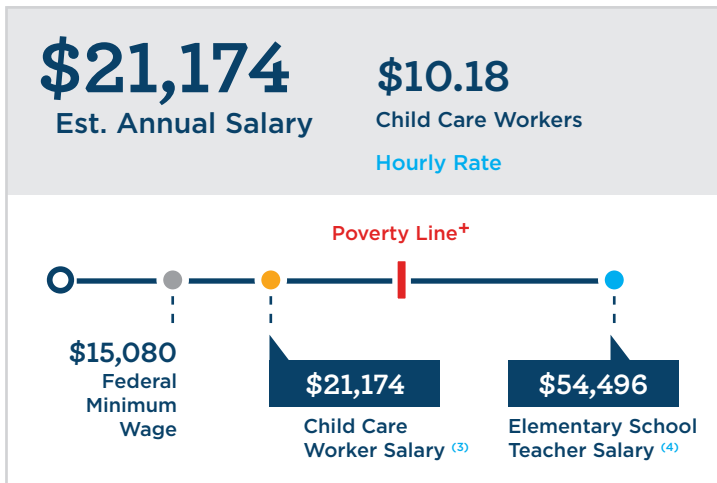 $21,174
Est. Annual Salary
$10.18
Child Care Workers
Hourly Rate
Poverty Line+
$15,080
Federal
Minimum
Wage
$21,174
Child Care
Worker Salary (3)
$54,496
Elementary School
Teacher Salary (4)